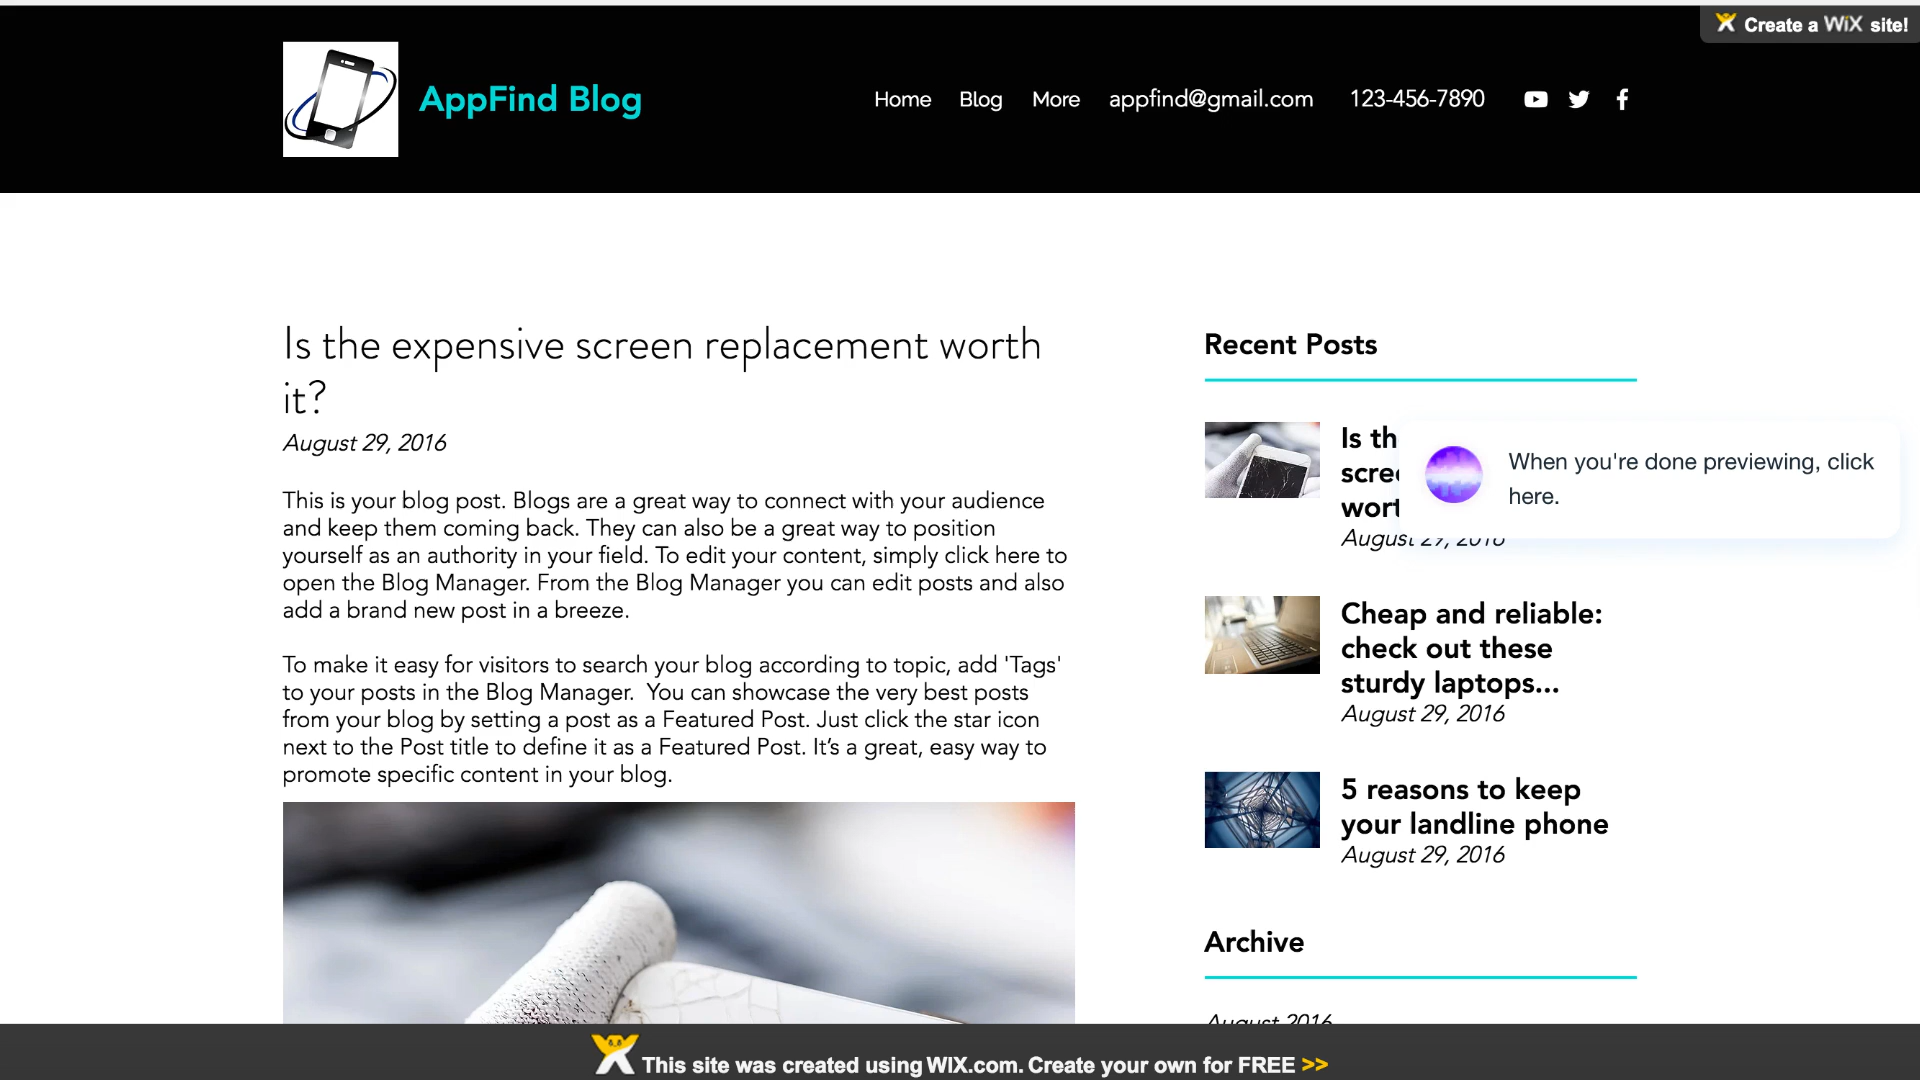 Create a WiX site!
AppFind Blog
Home Blog More appfind@gmail.com 123-456-7890
Is the expensive screen replacement worth
it?
August 29, 2016
This is your blog post. Blogs are a great way to connect with your audience
and keep them coming back. They can also be a great way to position
yourself as an authority in your field. To edit your content, simply click here to
open the Blog Manager. From the Blog Manager you can edit posts and also
add a brand new post in a breeze.
To make it easy for visitors to search your blog according to topic, add 'Tags'
to your posts in the Blog Manager.  You can showcase the very best posts
from your blog by setting a post as a Featured Post. Just click the star icon
next to the Post title to define it as a Featured Post. It’s a great, easy way to
promote specific content in your blog.
Recent Posts
Is th
scre
wort
August 29, 2016
When you're done previewing, click
here.
Cheap and reliable:
check out these
sturdy laptops...
August 29, 2016
5 reasons to keep
your landline phone
August 29, 2016
Archive
August 2016
This site was created using WIX.com. Create your own for FREE >>